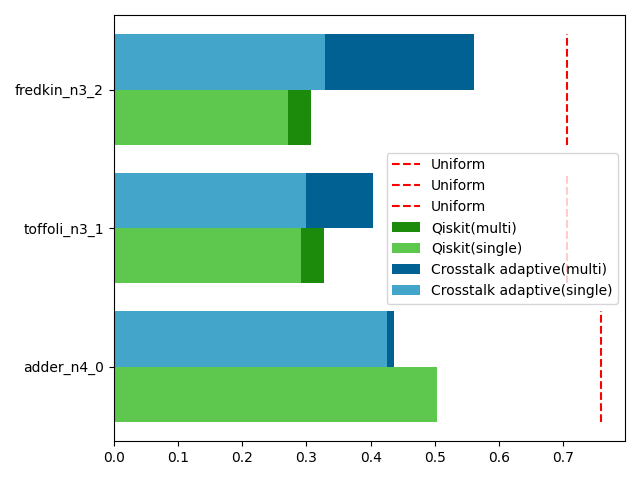 fredkin_n3_2
toffoli_n3_1
adder_n4_0
Uniform
Uniform
Uniform
Qiskit(multi)
Qiskit(single)
Crosstalk adaptive(multi)
Crosstalk adaptive(single)
0.0 0.1 0.2 0.3 0.4 0.5 0.6 0.7